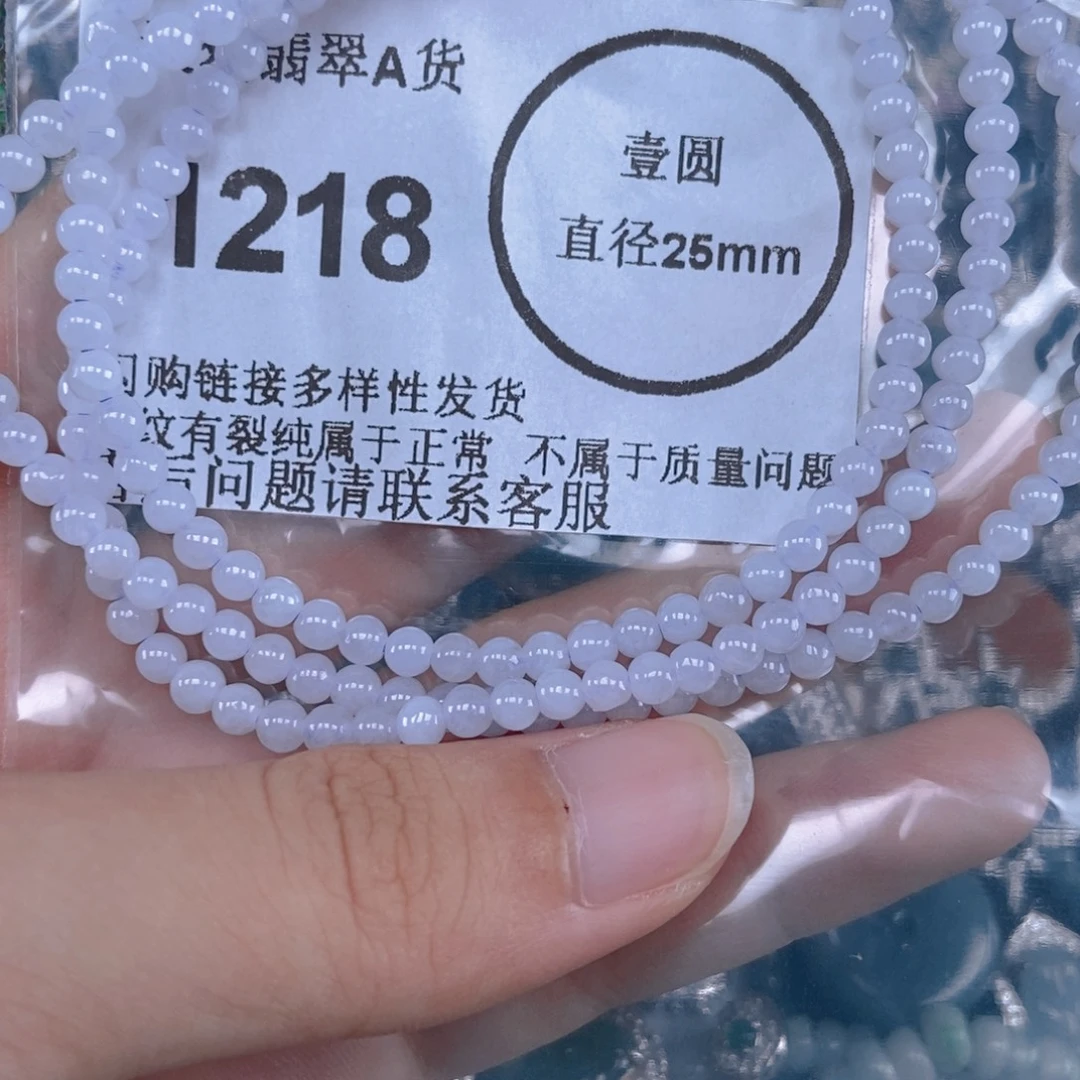 翡翠A货
壹圆
直径25mm
1218
闪购链接多样性发货
纹有裂纯属于正常 不属于质量问题
有问题请联系客服